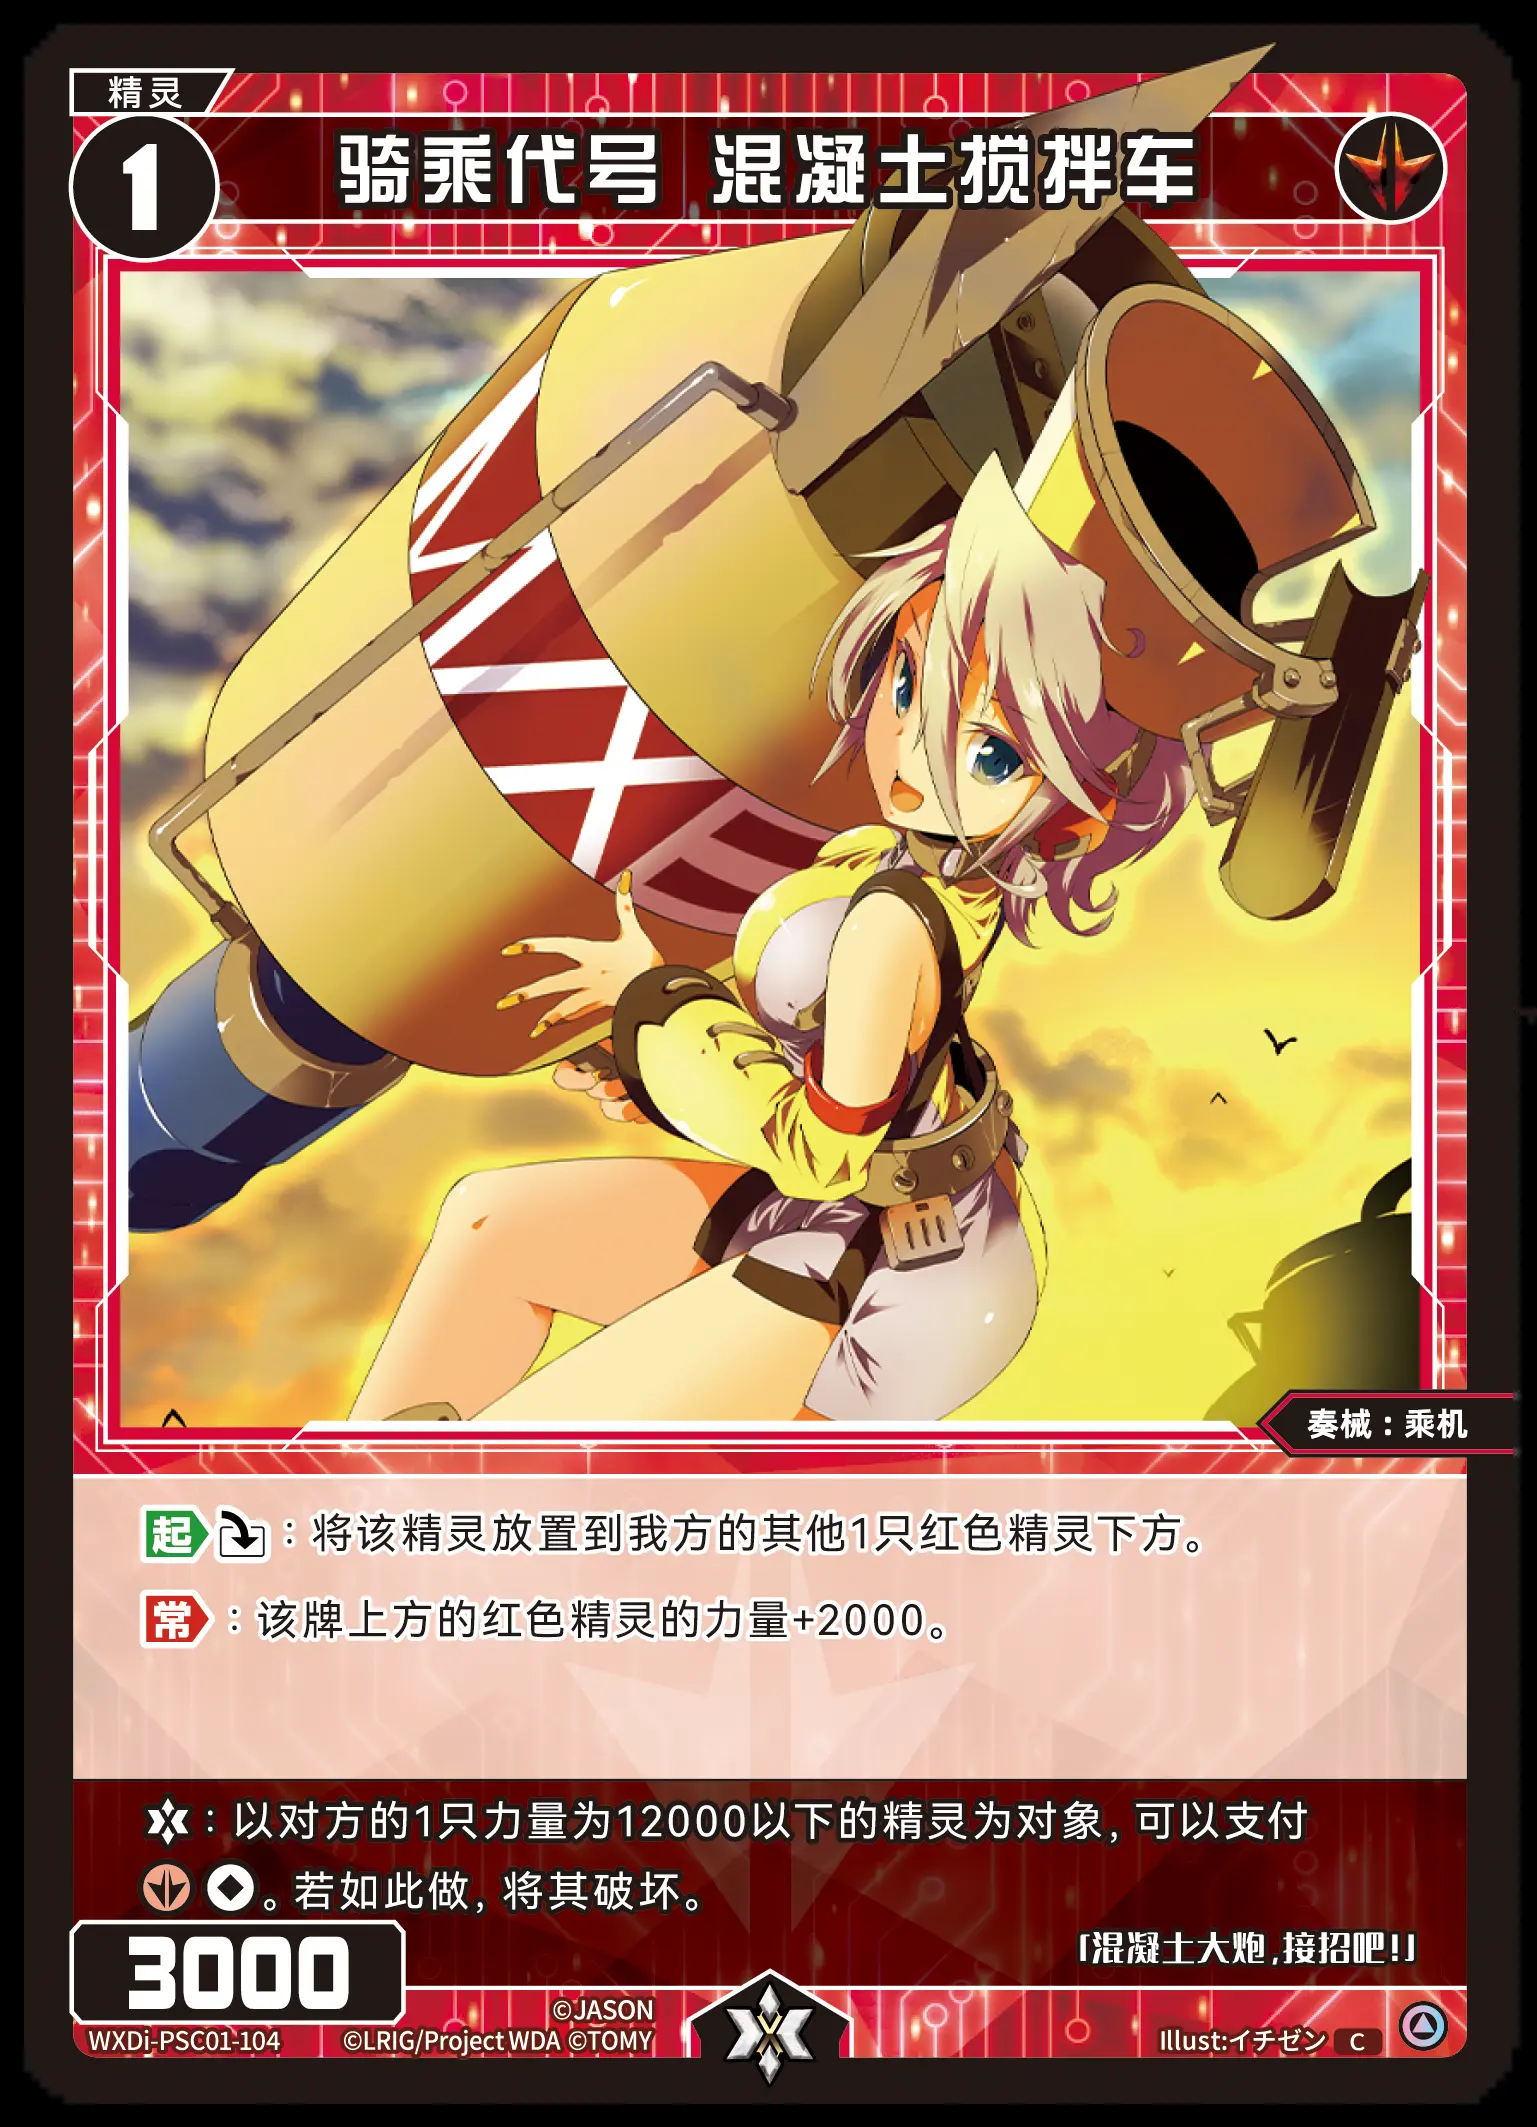 精灵
1
骑乘代号 混凝土搅拌车
奏械：乘机
起：将该精灵放置到我方的其他1只红色精灵下方。
常：该牌上方的红色精灵的力量+2000。
：以对方的1只力量为12000以下的精灵为对象，可以支付
。若如此做，将其破坏。
「混凝土大炮，接招吧！」
3000
©JASON
WXDi-PSC01-104 ©LRIG/Project WDA ©TOMY Illust:イチゼン C